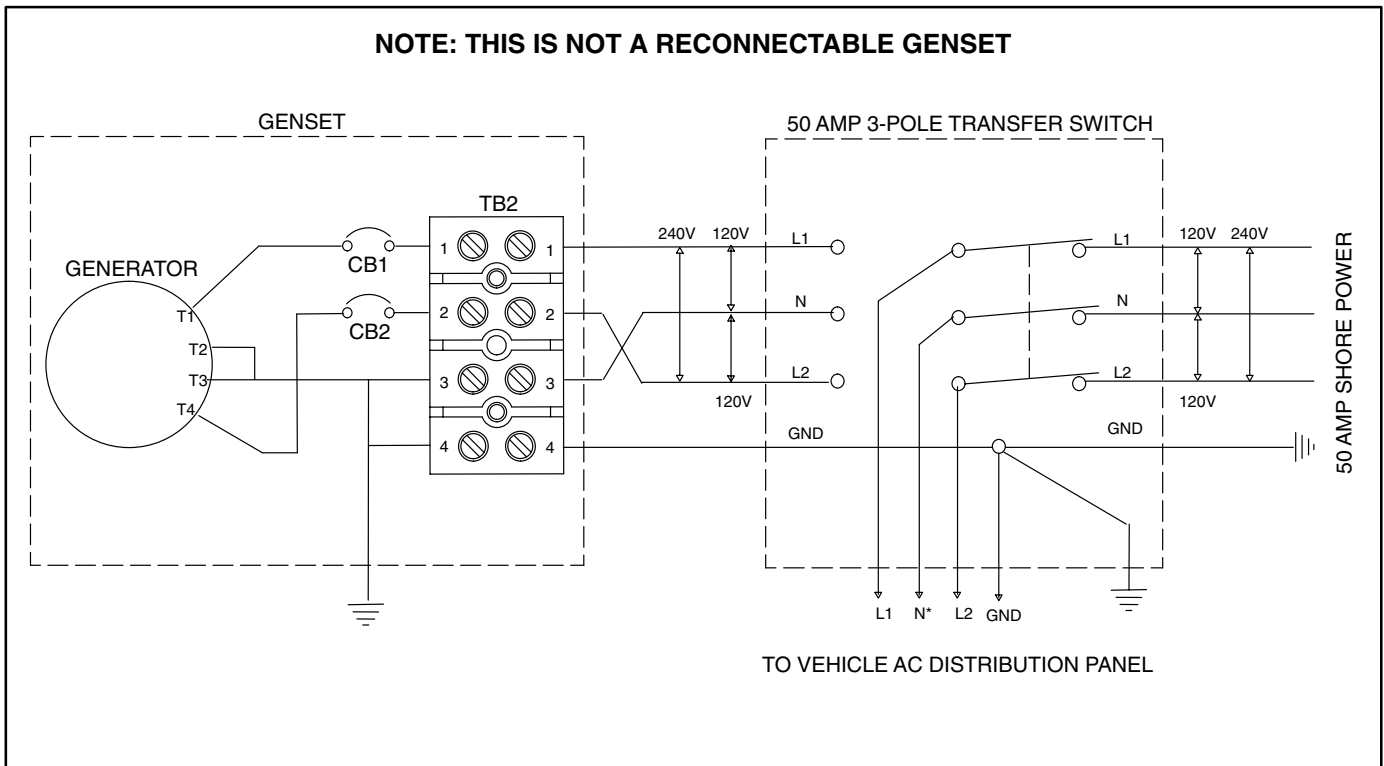 NOTE: THIS IS NOT A RECONNECTABLE GENSET
GENSET
50 AMP 3-POLE TRANSFER SWITCH
GENERATOR
T1
T2
T3
T4
CB1
CB2
TB2
1
1
2
2
3
3
4
4
240V
120V
120V
L1
N
L2
GND
L1
N
L2
GND
120V
240V
120V
50 AMP SHORE POWER
L1
N*
L2
GND
TO VEHICLE AC DISTRIBUTION PANEL